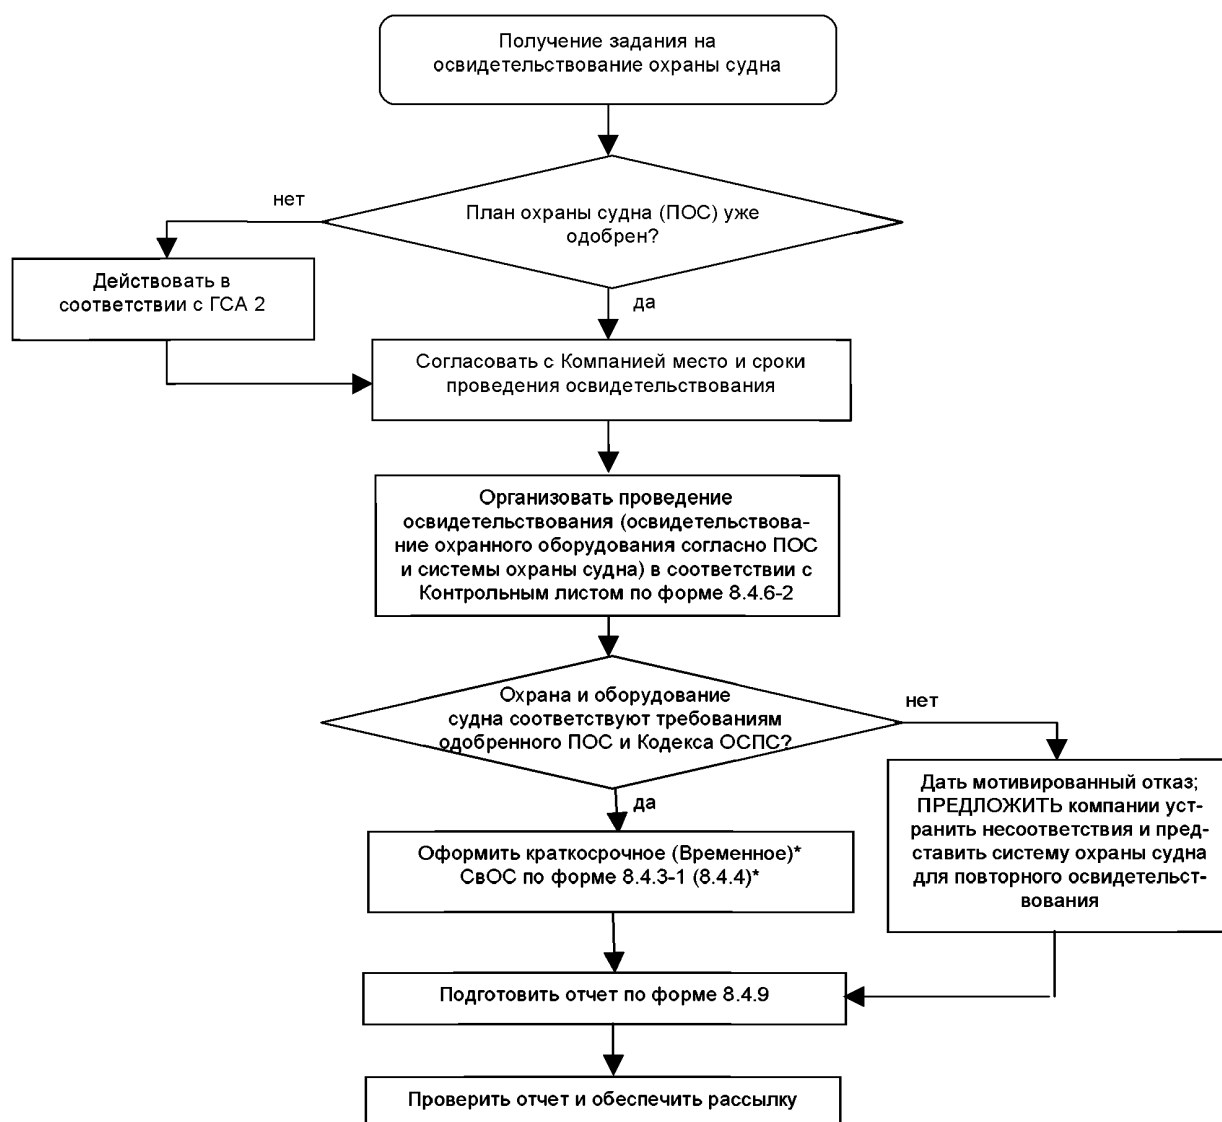 Получение задания на
освидетельствование охраны судна
нет
План охраны судна (ПОС) уже
одобрен?
Действовать в
соответствии с ГСА 2
да
Согласовать с Компанией место и сроки
проведения освидетельствования
Организовать проведение
освидетельствования (освидетельствова-
ние охранного оборудования согласно ПОС
и системы охраны судна) в соответствии с
Контрольным листом по форме 8.4.6-2
Охрана и оборудование
судна соответствуют требованиям
одобренного ПОС и Кодекса ОСПС?
нет
Дать мотивированный отказ;
ПРЕДЛОЖИТЬ компании уст-
ранить несоответствия и пред-
ставить систему охраны судна
для повторного освидетельст-
вования
да
Оформить краткосрочное (Временное)*
СвОС по форме 8.4.3-1 (8.4.4)*
Подготовить отчет по форме 8.4.9
Проверить отчет и обеспечить рассылку